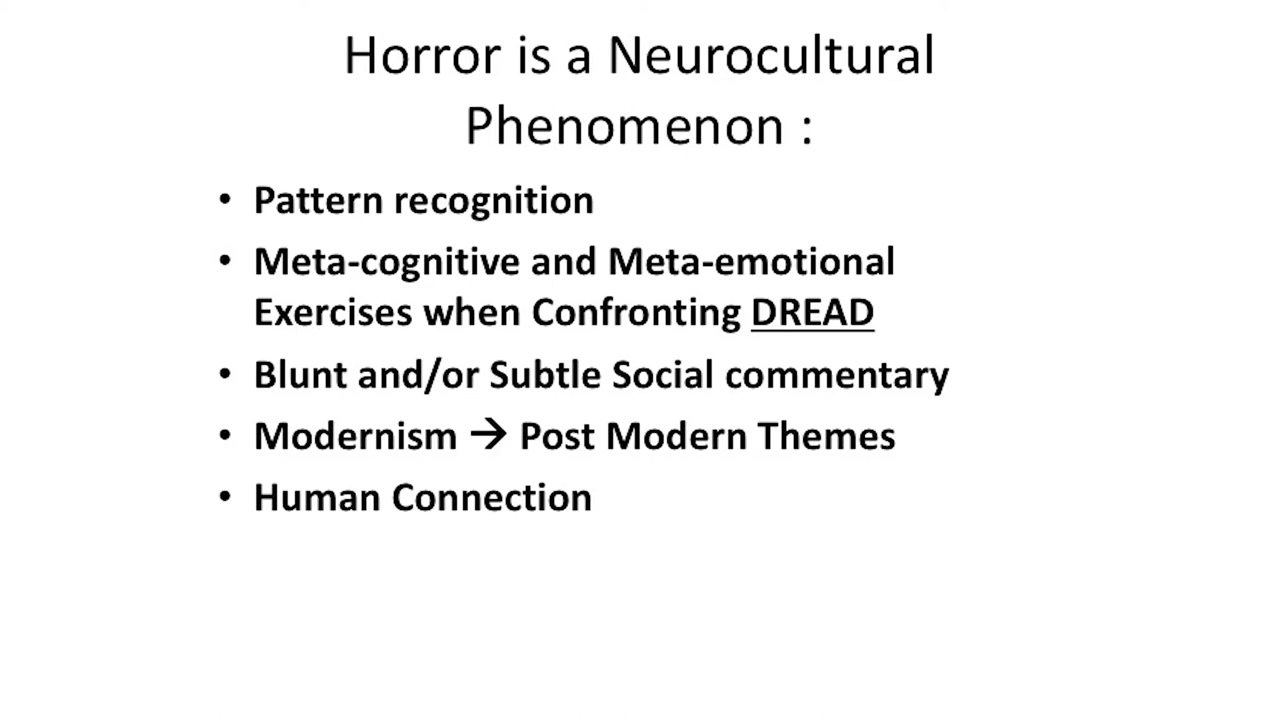 Horror is a Neurocultural
Phenomenon :
• Pattern recognition
• Meta-cognitive and Meta-emotional
Exercises when Confronting DREAD
• Blunt and/or Subtle Social commentary
• Modernism → Post Modern Themes
• Human Connection